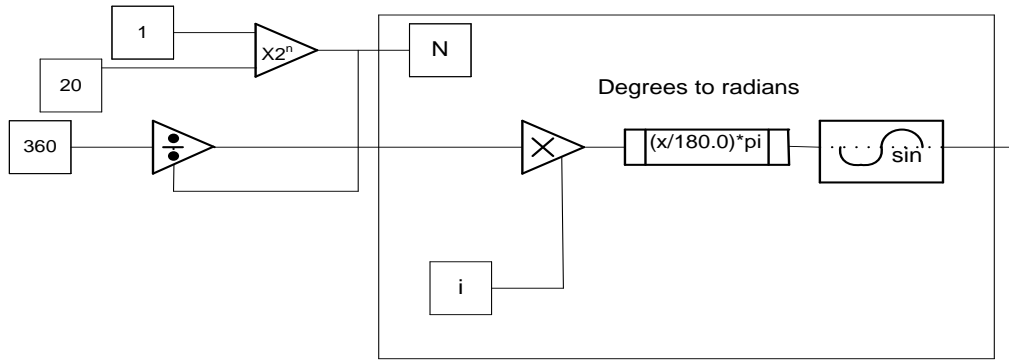 1
X2ⁿ
N
20
Degrees to radians
360
(x/180.0)*pi
sin
i